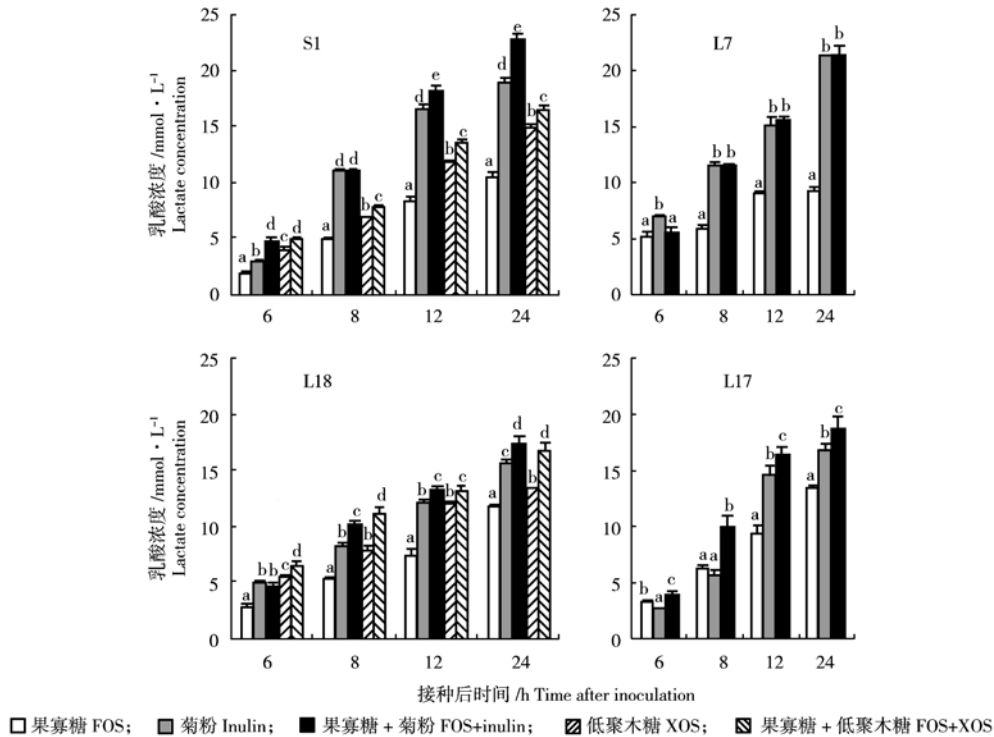 乳酸浓度 /mmol·L⁻¹
Lactate concentration
25
20
15
10
5
0
S1
a b d c d
a d d b c
a d e b c
a d e b c
6 8 12 24
25
20
15
10
5
0
L7
a b a
a b b
a b b
a b b
6 8 12 24
乳酸浓度 /mmol·L⁻¹
Lactate concentration
25
20
15
10
5
0
L18
a b b c d
a b c b d
a b c b c
a c d b d
6 8 12 24
25
20
15
10
5
0
L17
b a c
a a b
a b c
a b c
6 8 12 24
接种后时间 /h Time after inoculation
果寡糖 FOS; 菊粉 Inulin; 果寡糖 + 菊粉 FOS+inulin; 低聚木糖 XOS; 果寡糖 + 低聚木糖 FOS+XOS